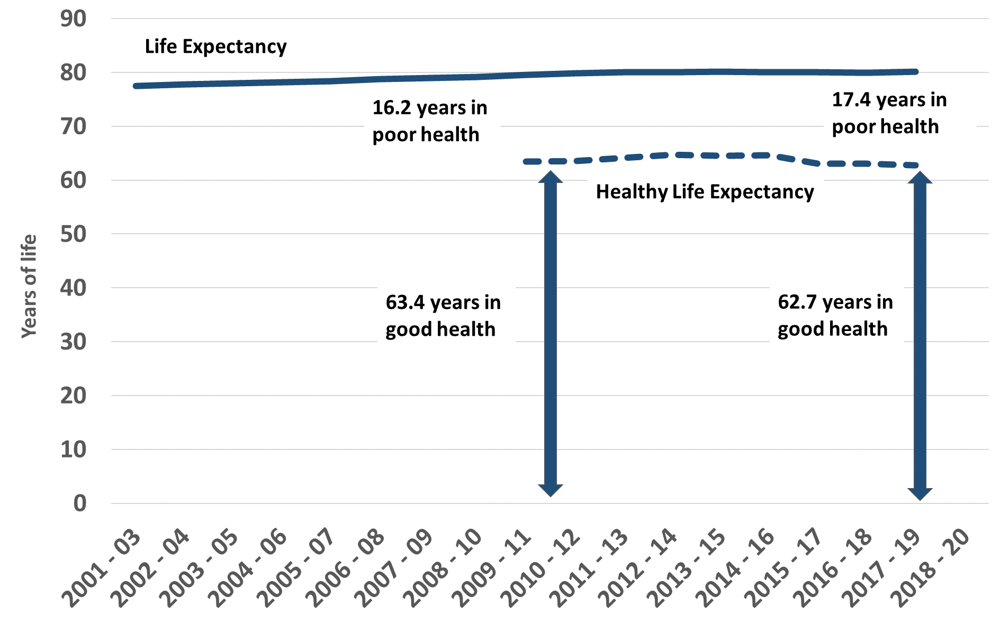 90
Life Expectancy
80
16.2 years in
poor health
17.4 years in
poor health
70
60
Healthy Life Expectancy
50
Years of life
40
63.4 years in
good health
62.7 years in
good health
30
20
10
0
2001 - 03
2002 - 04
2003 - 05
2004 - 06
2005 - 07
2006 - 08
2007 - 09
2008 - 10
2009 - 11
2010 - 12
2011 - 13
2012 - 14
2013 - 15
2014 - 16
2015 - 17
2016 - 18
2017 - 19
2018 - 20